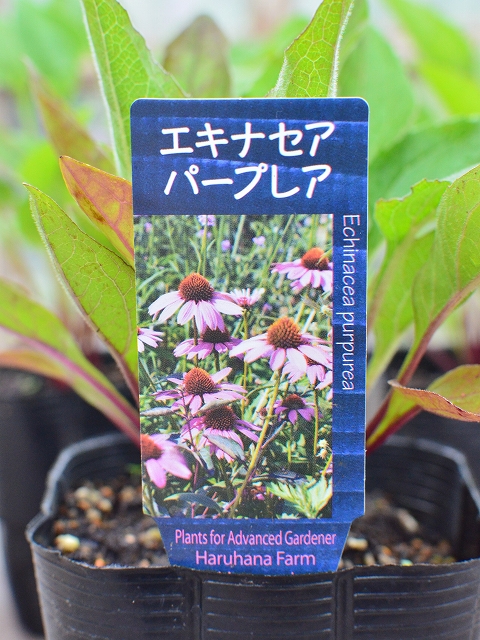 エキナセア
パープレア
Echinacea purpurea
Plants for Advanced Gardener
Haruhana Farm